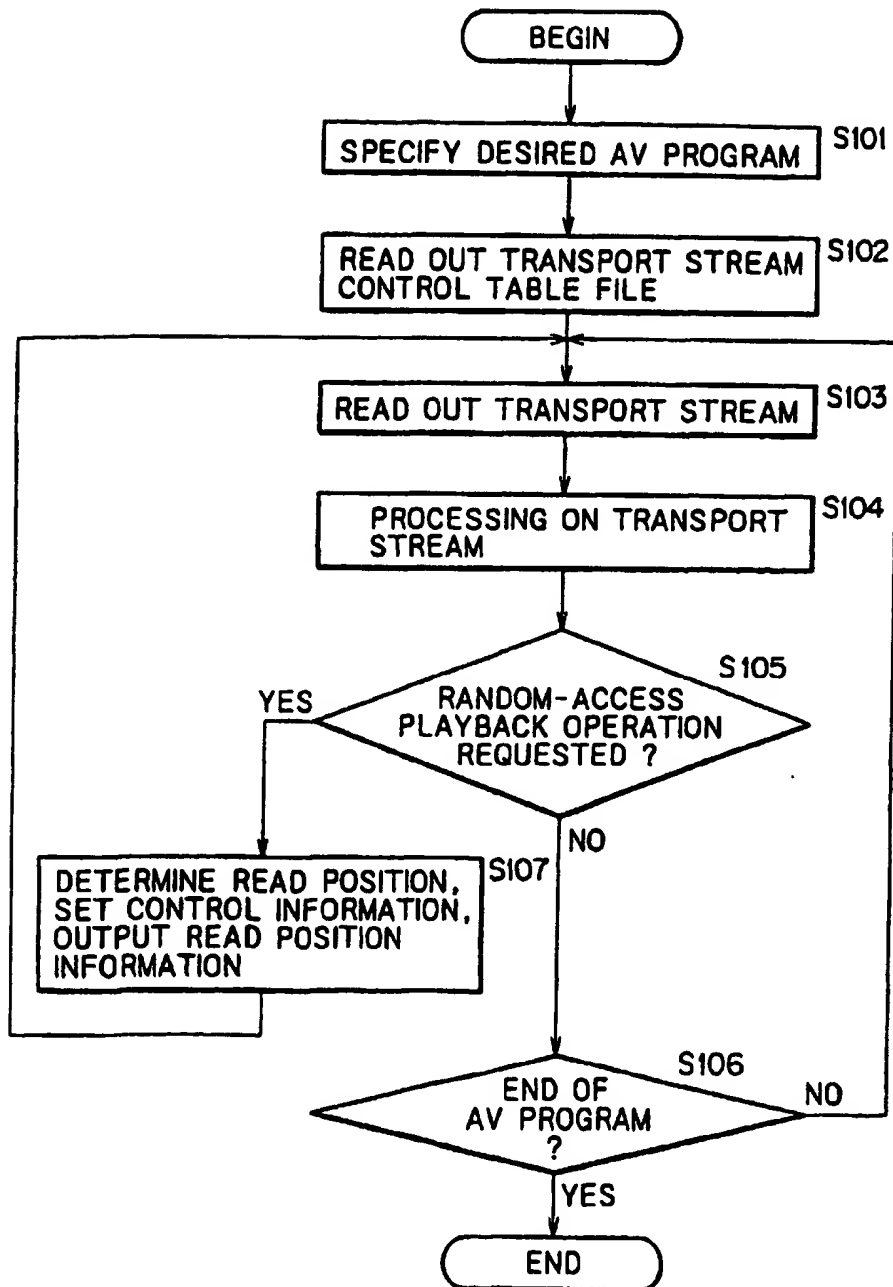 BEGIN
S101
SPECIFY DESIRED AV PROGRAM
S102
READ OUT TRANSPORT STREAM
CONTROL TABLE FILE
S103
READ OUT TRANSPORT STREAM
S104
PROCESSING ON TRANSPORT
STREAM
S105
RANDOM-ACCESS
PLAYBACK OPERATION
REQUESTED ?
YES
NO
S107
DETERMINE READ POSITION,
SET CONTROL INFORMATION,
OUTPUT READ POSITION
INFORMATION
S106
END OF
AV PROGRAM
?
NO
YES
END